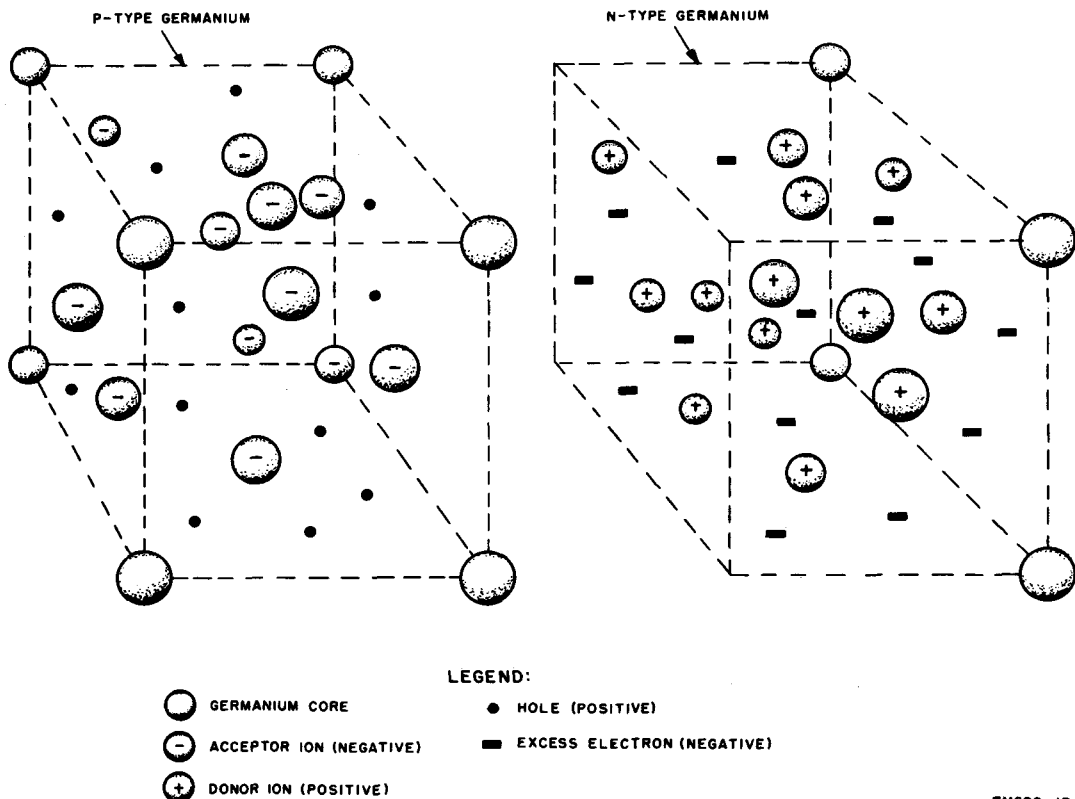 P-TYPE GERMANIUM
N-TYPE GERMANIUM
LEGEND:
GERMANIUM CORE
ACCEPTOR ION (NEGATIVE)
DONOR ION (POSITIVE)
HOLE (POSITIVE)
EXCESS ELECTRON (NEGATIVE)